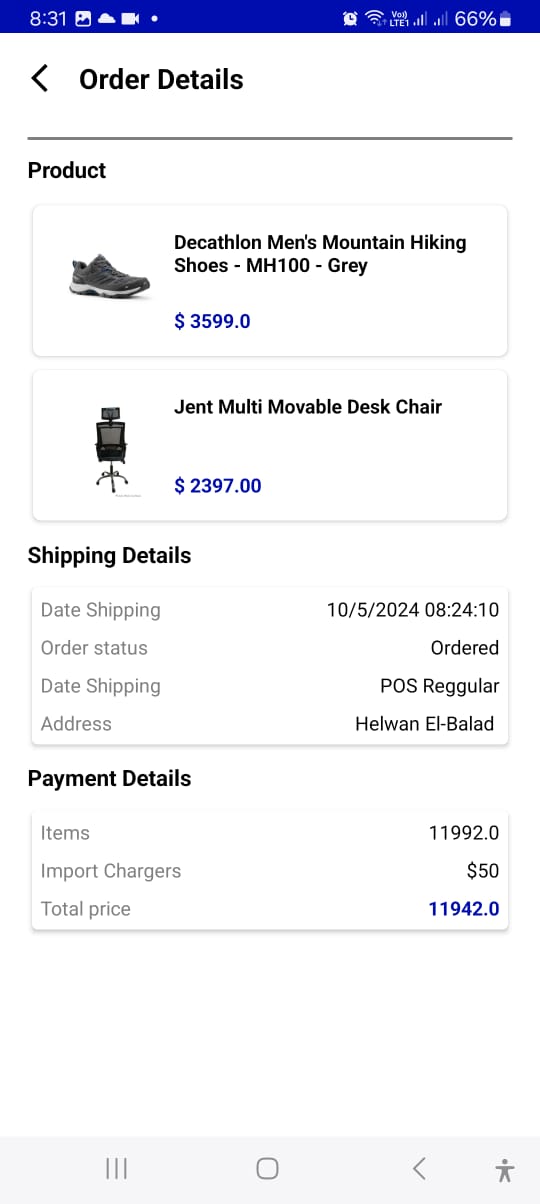 8:31
Vo))
LTE1
66%
Order Details
Product
Decathlon Men's Mountain Hiking
Shoes - MH100 - Grey
$ 3599.0
Jent Multi Movable Desk Chair
$ 2397.00
Shipping Details
Date Shipping 10/5/2024 08:24:10
Order status Ordered
Date Shipping POS Reggular
Address Helwan El-Balad
Payment Details
Items 11992.0
Import Chargers $50
Total price 11942.0